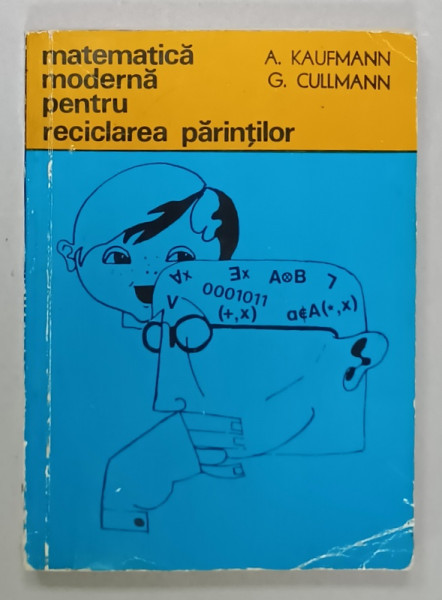 matematică
modernă
pentru
reciclarea părinților
A. KAUFMANN
G. CULLMANN
∀x ∃x A⊗B ⌉
0001011
∨ (+,x) a¢A(*,x)